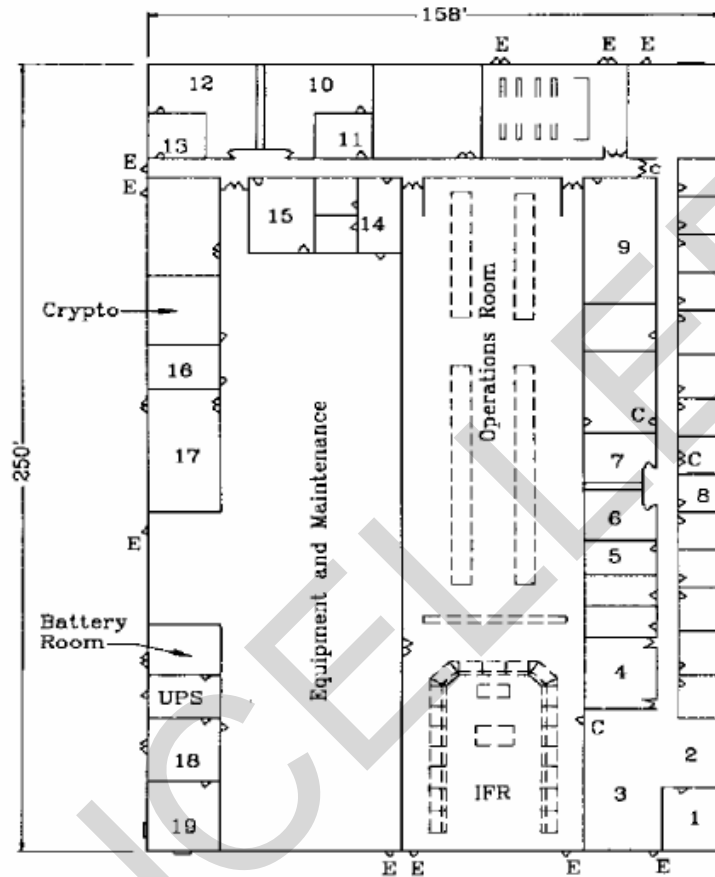 158'
E
E
E
12
10
13
11
E
E
C
15
14
9
Crypto
Operations Room
16
C
7
C
17
250'
Equipment and Maintenance
8
6
E
5
Battery
Room
4
UPS
C
2
18
IFR
3
1
19
E
E
E
E